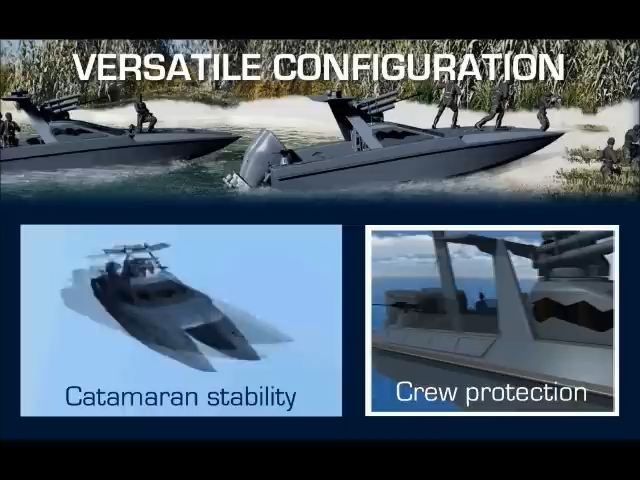 VERSATILE CONFIGURATION
Catamaran stability
Crew protection